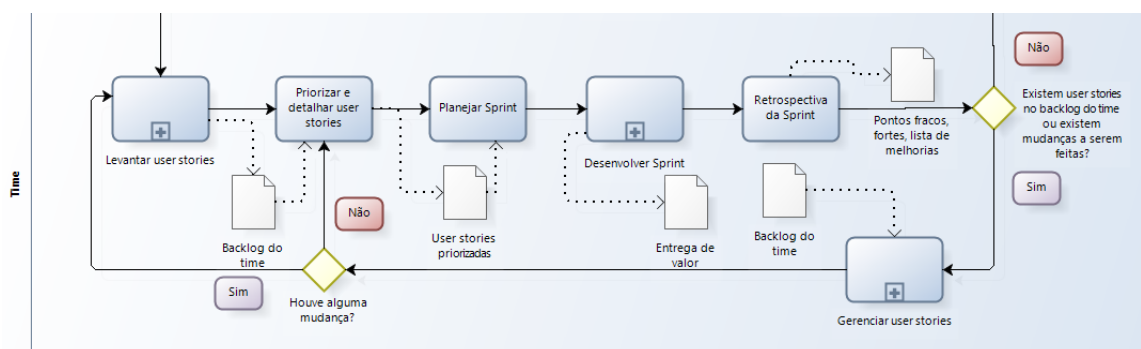 Time
Levantar user stories
Priorizar e
detalhar user
stories
Planejar Sprint
Desenvolver Sprint
Retrospectiva
da Sprint
Pontos fracos,
fortes, lista de
melhorias
Não
Existem user stories
no backlog do time
ou existem
mudanças a serem
feitas?
Sim
Backlog do
time
Não
User stories
priorizadas
Entrega de
valor
Backlog do
time
Sim
Houve alguma
mudança?
Gerenciar user stories